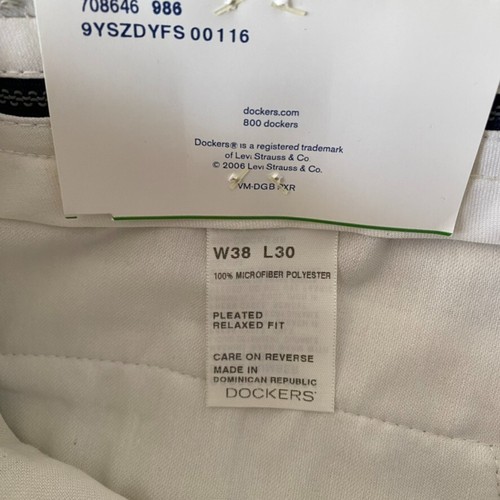 708646 986
9YSZDYFS 00116
dockers.com
800 dockers
Dockers® is a registered trademark
of Levi Strauss & Co.
© 2006 Levi Strauss & Co.
W38 L30
100% MICROFIBER POLYESTER
PLEATED
RELAXED FIT
CARE ON REVERSE
MADE IN
DOMINICAN REPUBLIC
DOCKERS®